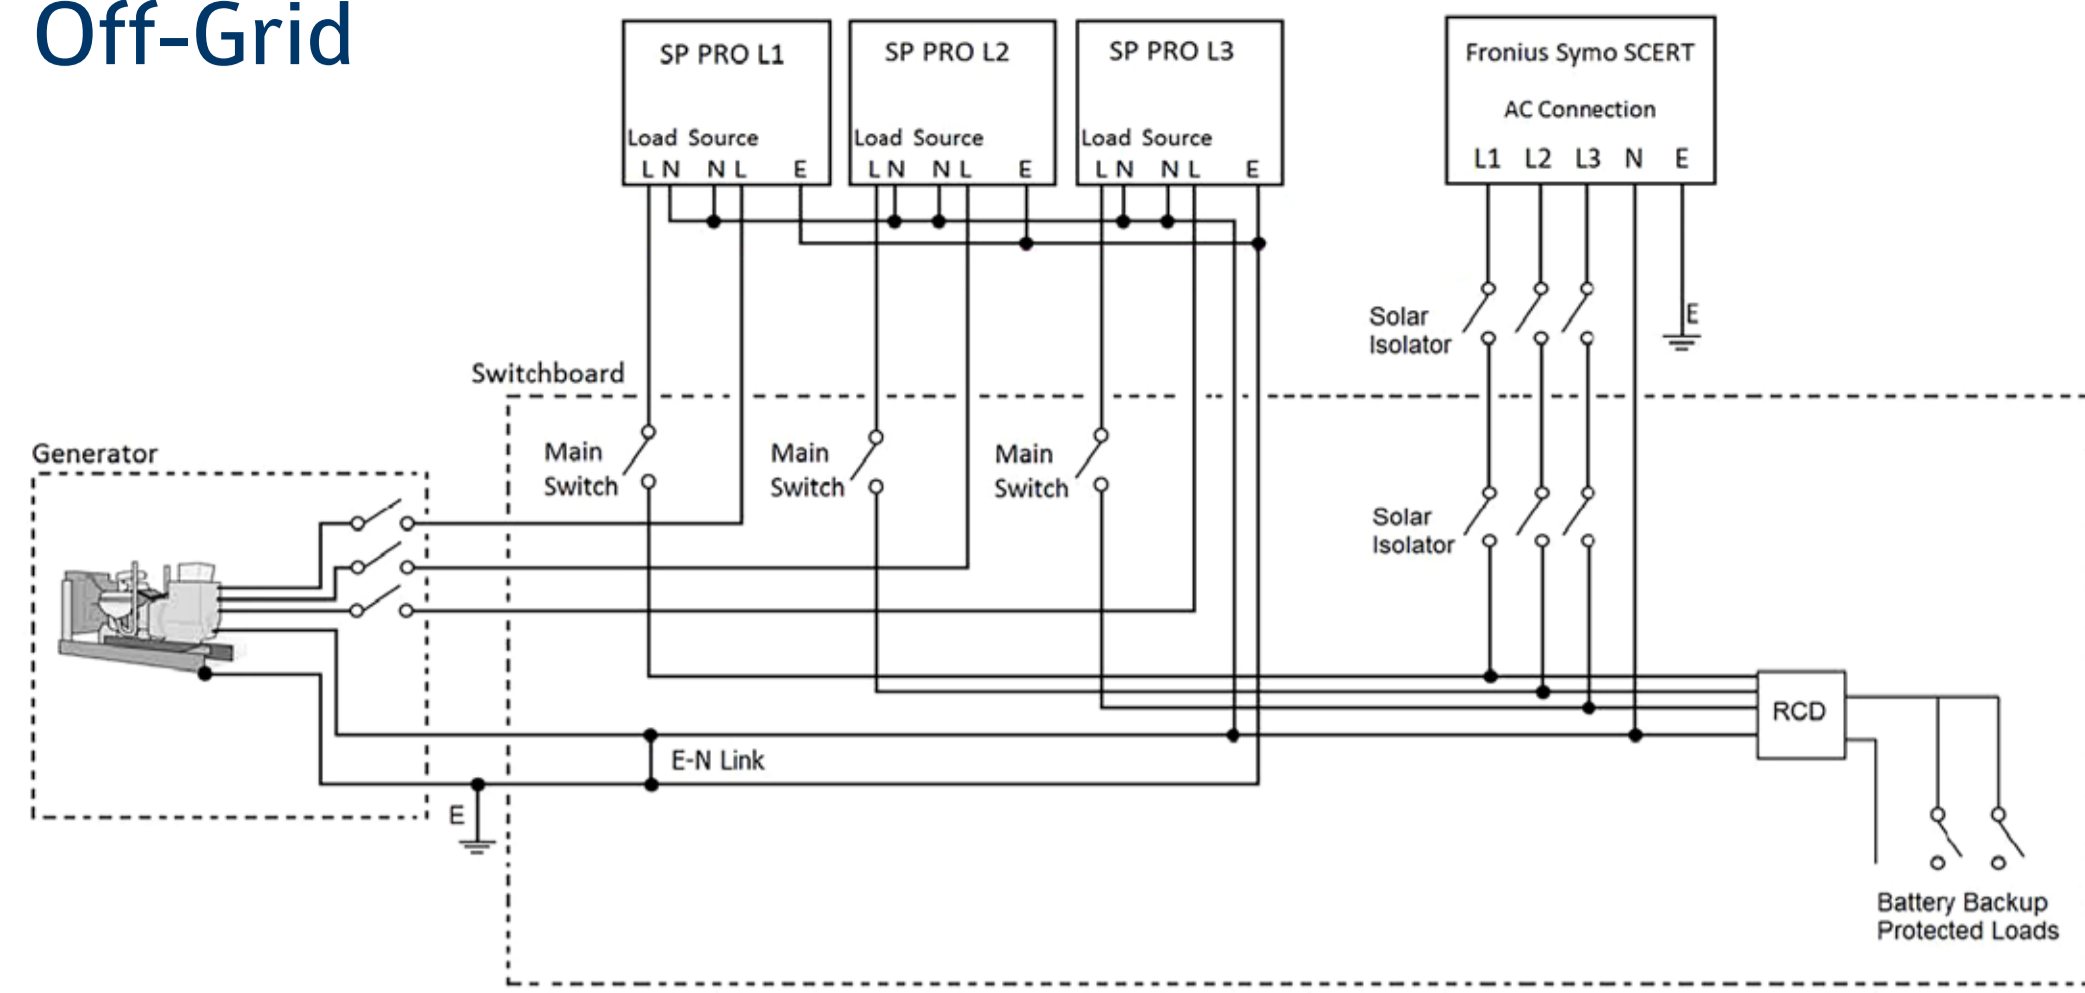 Off-Grid
SP PRO L1
SP PRO L2
SP PRO L3
Fronius Symo SCERT
AC Connection
Load Source
Load Source
Load Source
L N N L E
L N N L E
L N N L E
L1 L2 L3 N E
Solar
Isolator
E
Switchboard
Generator
Main
Switch
Main
Switch
Main
Switch
Solar
Isolator
RCD
E-N Link
E
Battery Backup
Protected Loads